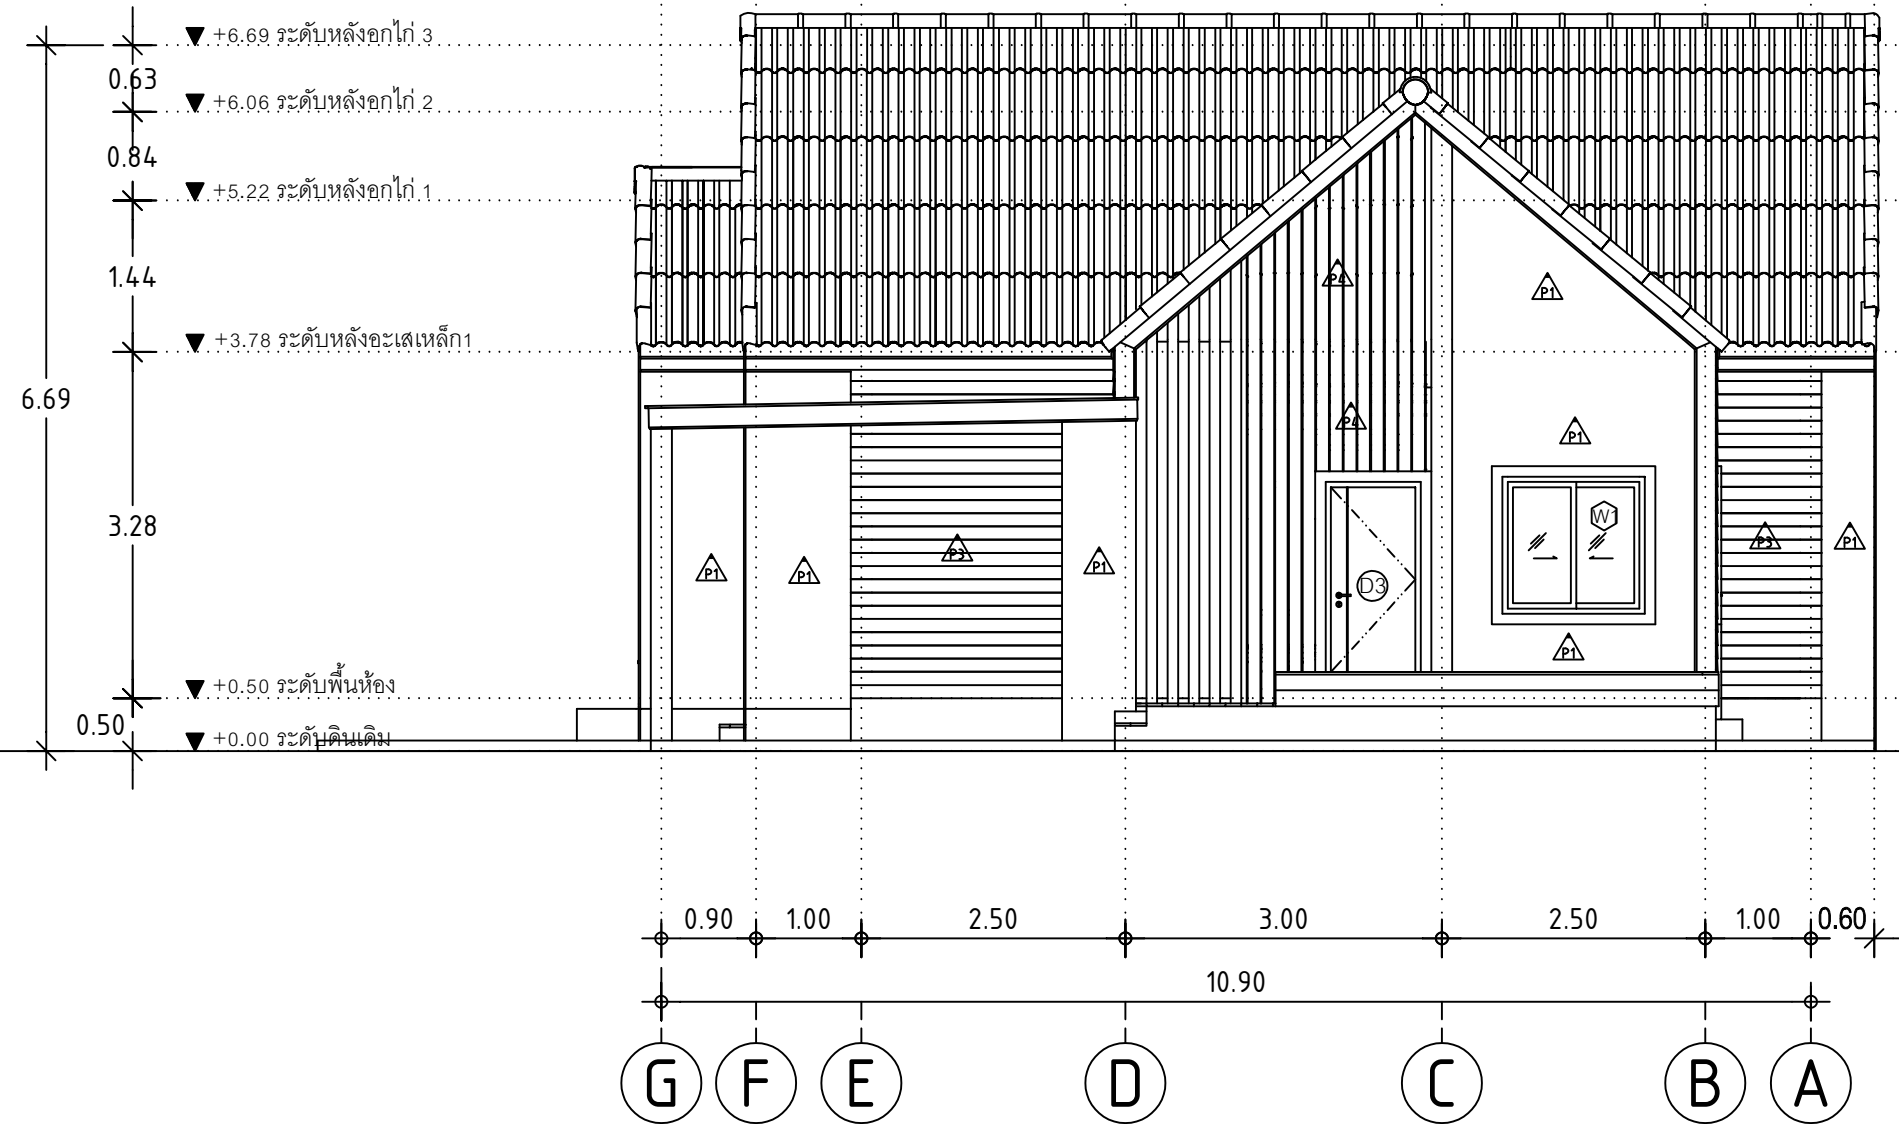 +6.69 ระดับหลังอกไก่ 3
0.63
+6.06 ระดับหลังอกไก่ 2
0.84
+5.22 ระดับหลังอกไก่ 1
1.44
+3.78 ระดับหลังอะเสเหล็ก1
6.69
3.28
+0.50 ระดับพื้นห้อง
0.50
+0.00 ระดับดินเดิม
P4
P1
P4
P1
W1
P1
P1
P3
P1
D3
P1
P3
P1
0.90 1.00 2.50 3.00 2.50 1.00 0.60
10.90
G F E D C B A